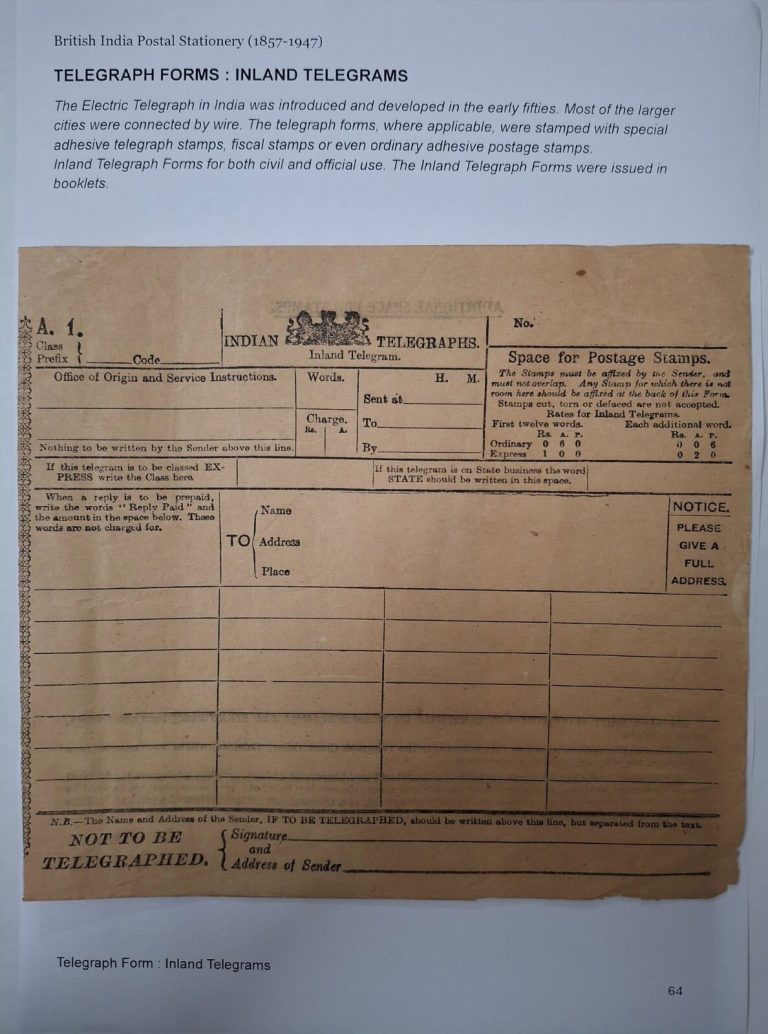 British India Postal Stationery (1857-1947)
TELEGRAPH FORMS : INLAND TELEGRAMS
The Electric Telegraph in India was introduced and developed in the early fifties. Most of the larger
cities were connected by wire. The telegraph forms, where applicable, were stamped with special
adhesive telegraph stamps, fiscal stamps or even ordinary adhesive postage stamps.
Inland Telegraph Forms for both civil and official use. The Inland Telegraph Forms were issued in
booklets.
ADDITIONAL SPACE FOR STAMPS.
A. 1.
Class
Prefix
Code
INDIAN TELEGRAPHS.
Inland Telegram.
No.
Space for Postage Stamps.
The Stamps must be affixed by the Sender, and
must not overlap. Any Stamp for which there is not
room here should be affixed at the back of this Form.
Stamps cut, torn or defaced are not accepted.
Rates for Inland Telegrams.
First twelve words. Each additional word.
Rs. A. P. Rs. A. P.
Ordinary 0 6 0 0 0 6
Express 1 0 0 0 2 0
Office of Origin and Service Instructions.
Nothing to be written by the Sender above this line.
Words.
Charge.
Rs. A.
H. M.
Sent at
To
By
If this telegram is to be classed EX-
PRESS write the Class here
If this telegram is on State business the word
STATE should be written in this space.
When a reply is to be prepaid,
write the words "Reply Paid" and
the amount in the space below. These
words are not charged for.
TO
Name
Address
Place
NOTICE.
PLEASE
GIVE A
FULL
ADDRESS.
N.B.—The Name and Address of the Sender, IF TO BE TELEGRAPHED, should be written above this line, but separated from the text.
NOT TO BE
TELEGRAPHED.
Signature
and
Address of Sender
Telegraph Form : Inland Telegrams
64